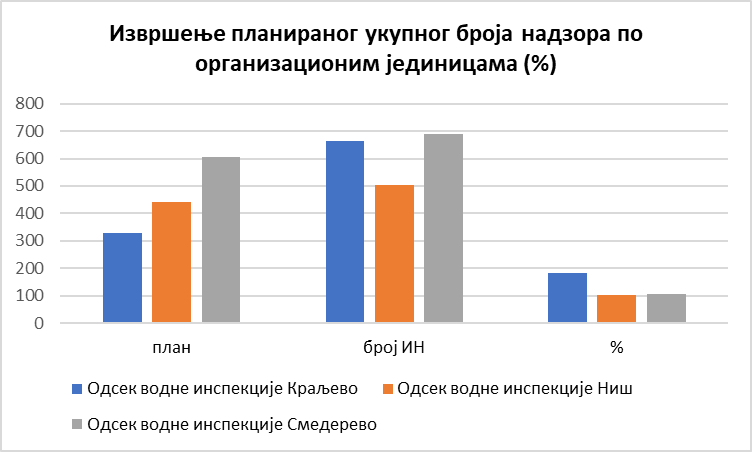 Извршење планираног укупног броја надзора по
организационим јединицама (%)
800
700
600
500
400
300
200
100
0
план
број ИН
%
Одсек водне инспекције Краљево
Одсек водне инспекције Ниш
Одсек водне инспекције Смедерево